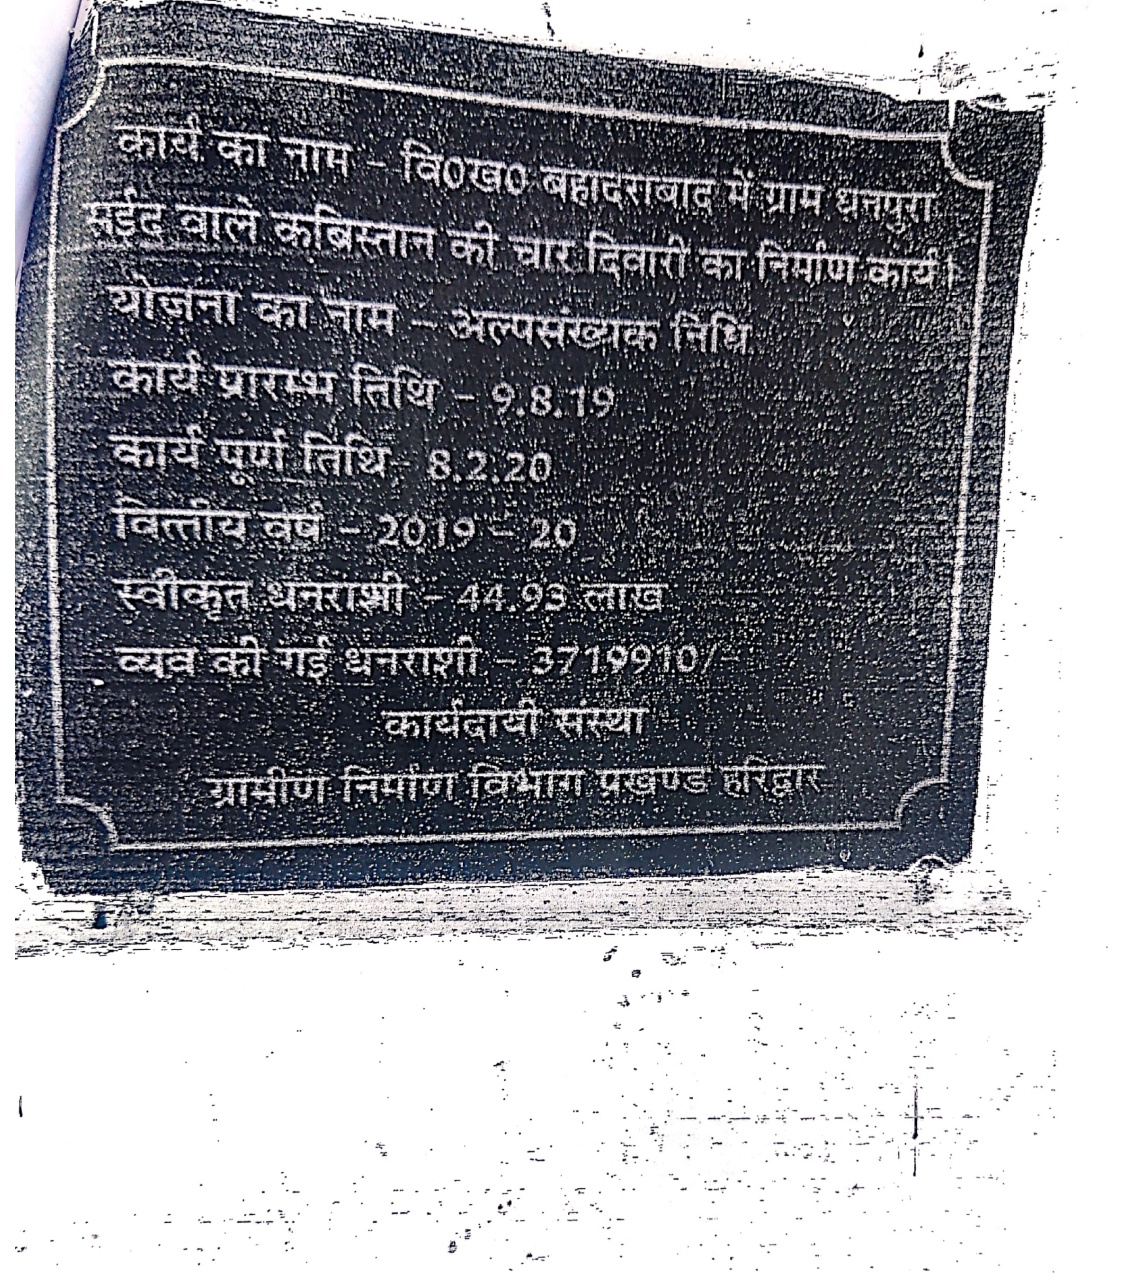 कार्य का नाम – वि0ख0 बहादराबाद में ग्राम धनपुरा
सईद वाले कब्रिस्तान की चार दिवारी का निर्माण कार्य।
योजना का नाम – अल्पसंख्यक निधि
कार्य प्रारम्भ तिथि – 9.8.19
कार्य पूर्ण तिथि – 8.2.20
वित्तीय वर्ष – 2019 – 20
स्वीकृत धनराशी – 44.93 लाख
व्यव की गई धनराशी – 3719910/-
कार्यदायी संस्था
ग्रामीण निर्माण विभाग प्रखण्ड हरिद्वार